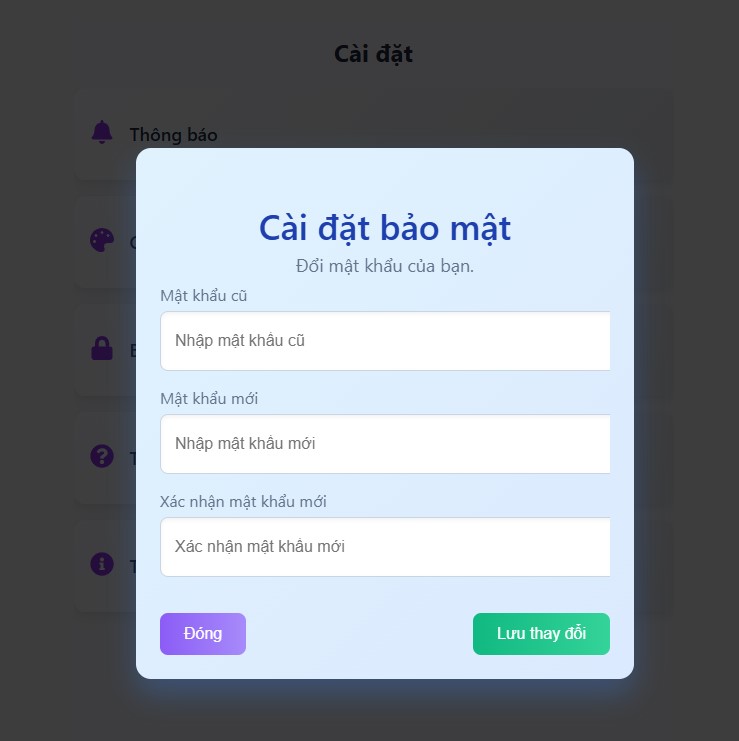 Cài đặt
Thông báo
Cài đặt bảo mật
Đổi mật khẩu của bạn.
Mật khẩu cũ
Nhập mật khẩu cũ
Mật khẩu mới
Nhập mật khẩu mới
Xác nhận mật khẩu mới
Xác nhận mật khẩu mới
Đóng
Lưu thay đổi